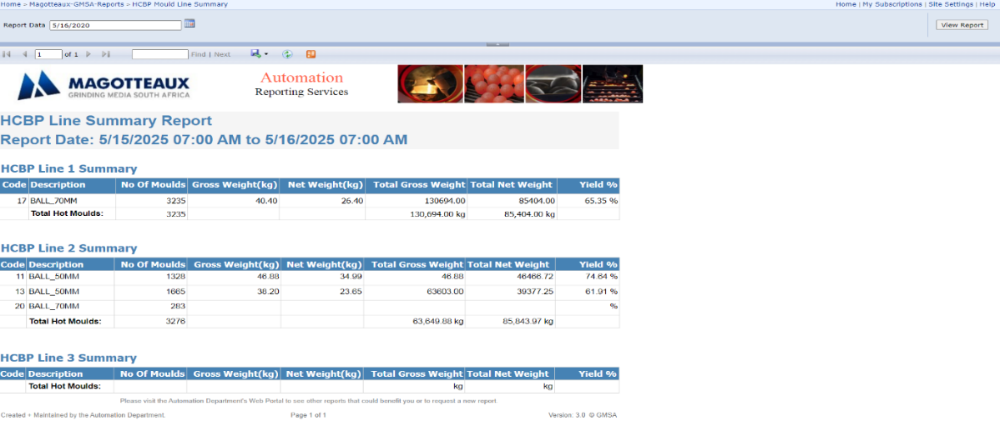 Home > Magotteaux-GMSA-Reports > HCBP Mould Line Summary Home | My Subscriptions | Site Settings | Help
Report Data 5/16/2020 View Report
1 of 1 Find | Next
MAGOTTEAUX
GRINDING MEDIA SOUTH AFRICA
Automation
Reporting Services
HCBP Line Summary Report
Report Date: 5/15/2025 07:00 AM to 5/16/2025 07:00 AM
HCBP Line 1 Summary
Code Description No Of Moulds Gross Weight(kg) Net Weight(kg) Total Gross Weight Total Net Weight Yield %
17 BALL_70MM 3235 40.40 26.40 130694.00 85404.00 65.35 %
Total Hot Moulds: 3235 130,694.00 kg 85,404.00 kg
HCBP Line 2 Summary
Code Description No Of Moulds Gross Weight(kg) Net Weight(kg) Total Gross Weight Total Net Weight Yield %
11 BALL_50MM 1328 46.88 34.99 46.88 46466.72 74.64 %
13 BALL_50MM 1665 38.20 23.65 63603.00 39377.25 61.91 %
20 BALL_70MM 283 %
Total Hot Moulds: 3276 63,649.88 kg 85,843.97 kg
HCBP Line 3 Summary
Code Description No Of Moulds Gross Weight(kg) Net Weight(kg) Total Gross Weight Total Net Weight Yield %
Total Hot Moulds: kg kg
Please visit the Automation Department's Web Portal to see other reports that could benefit you or to request a new report.
Created + Maintained by the Automation Department. Page 1 of 1 Version: 3.0 © GMSA